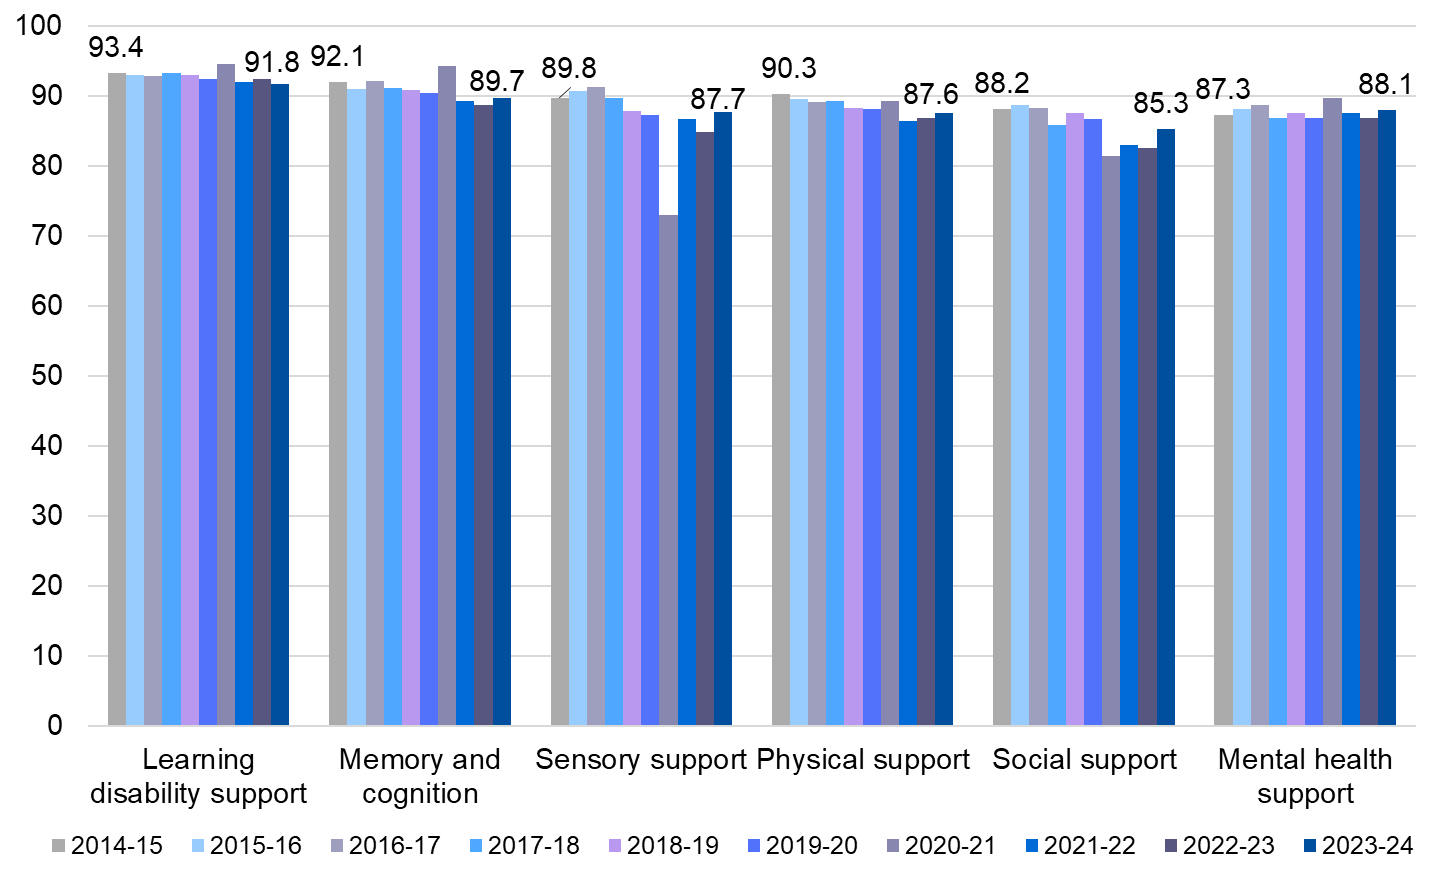 100
90
80
70
60
50
40
30
20
10
0
93.4
91.8
92.1
89.7
89.8
87.7
90.3
87.6
88.2
85.3
87.3
88.1
Learning
disability support
Memory and
cognition
Sensory support
Physical support
Social support
Mental health
support
2014-15 2015-16 2016-17 2017-18 2018-19 2019-20 2020-21 2021-22 2022-23 2023-24